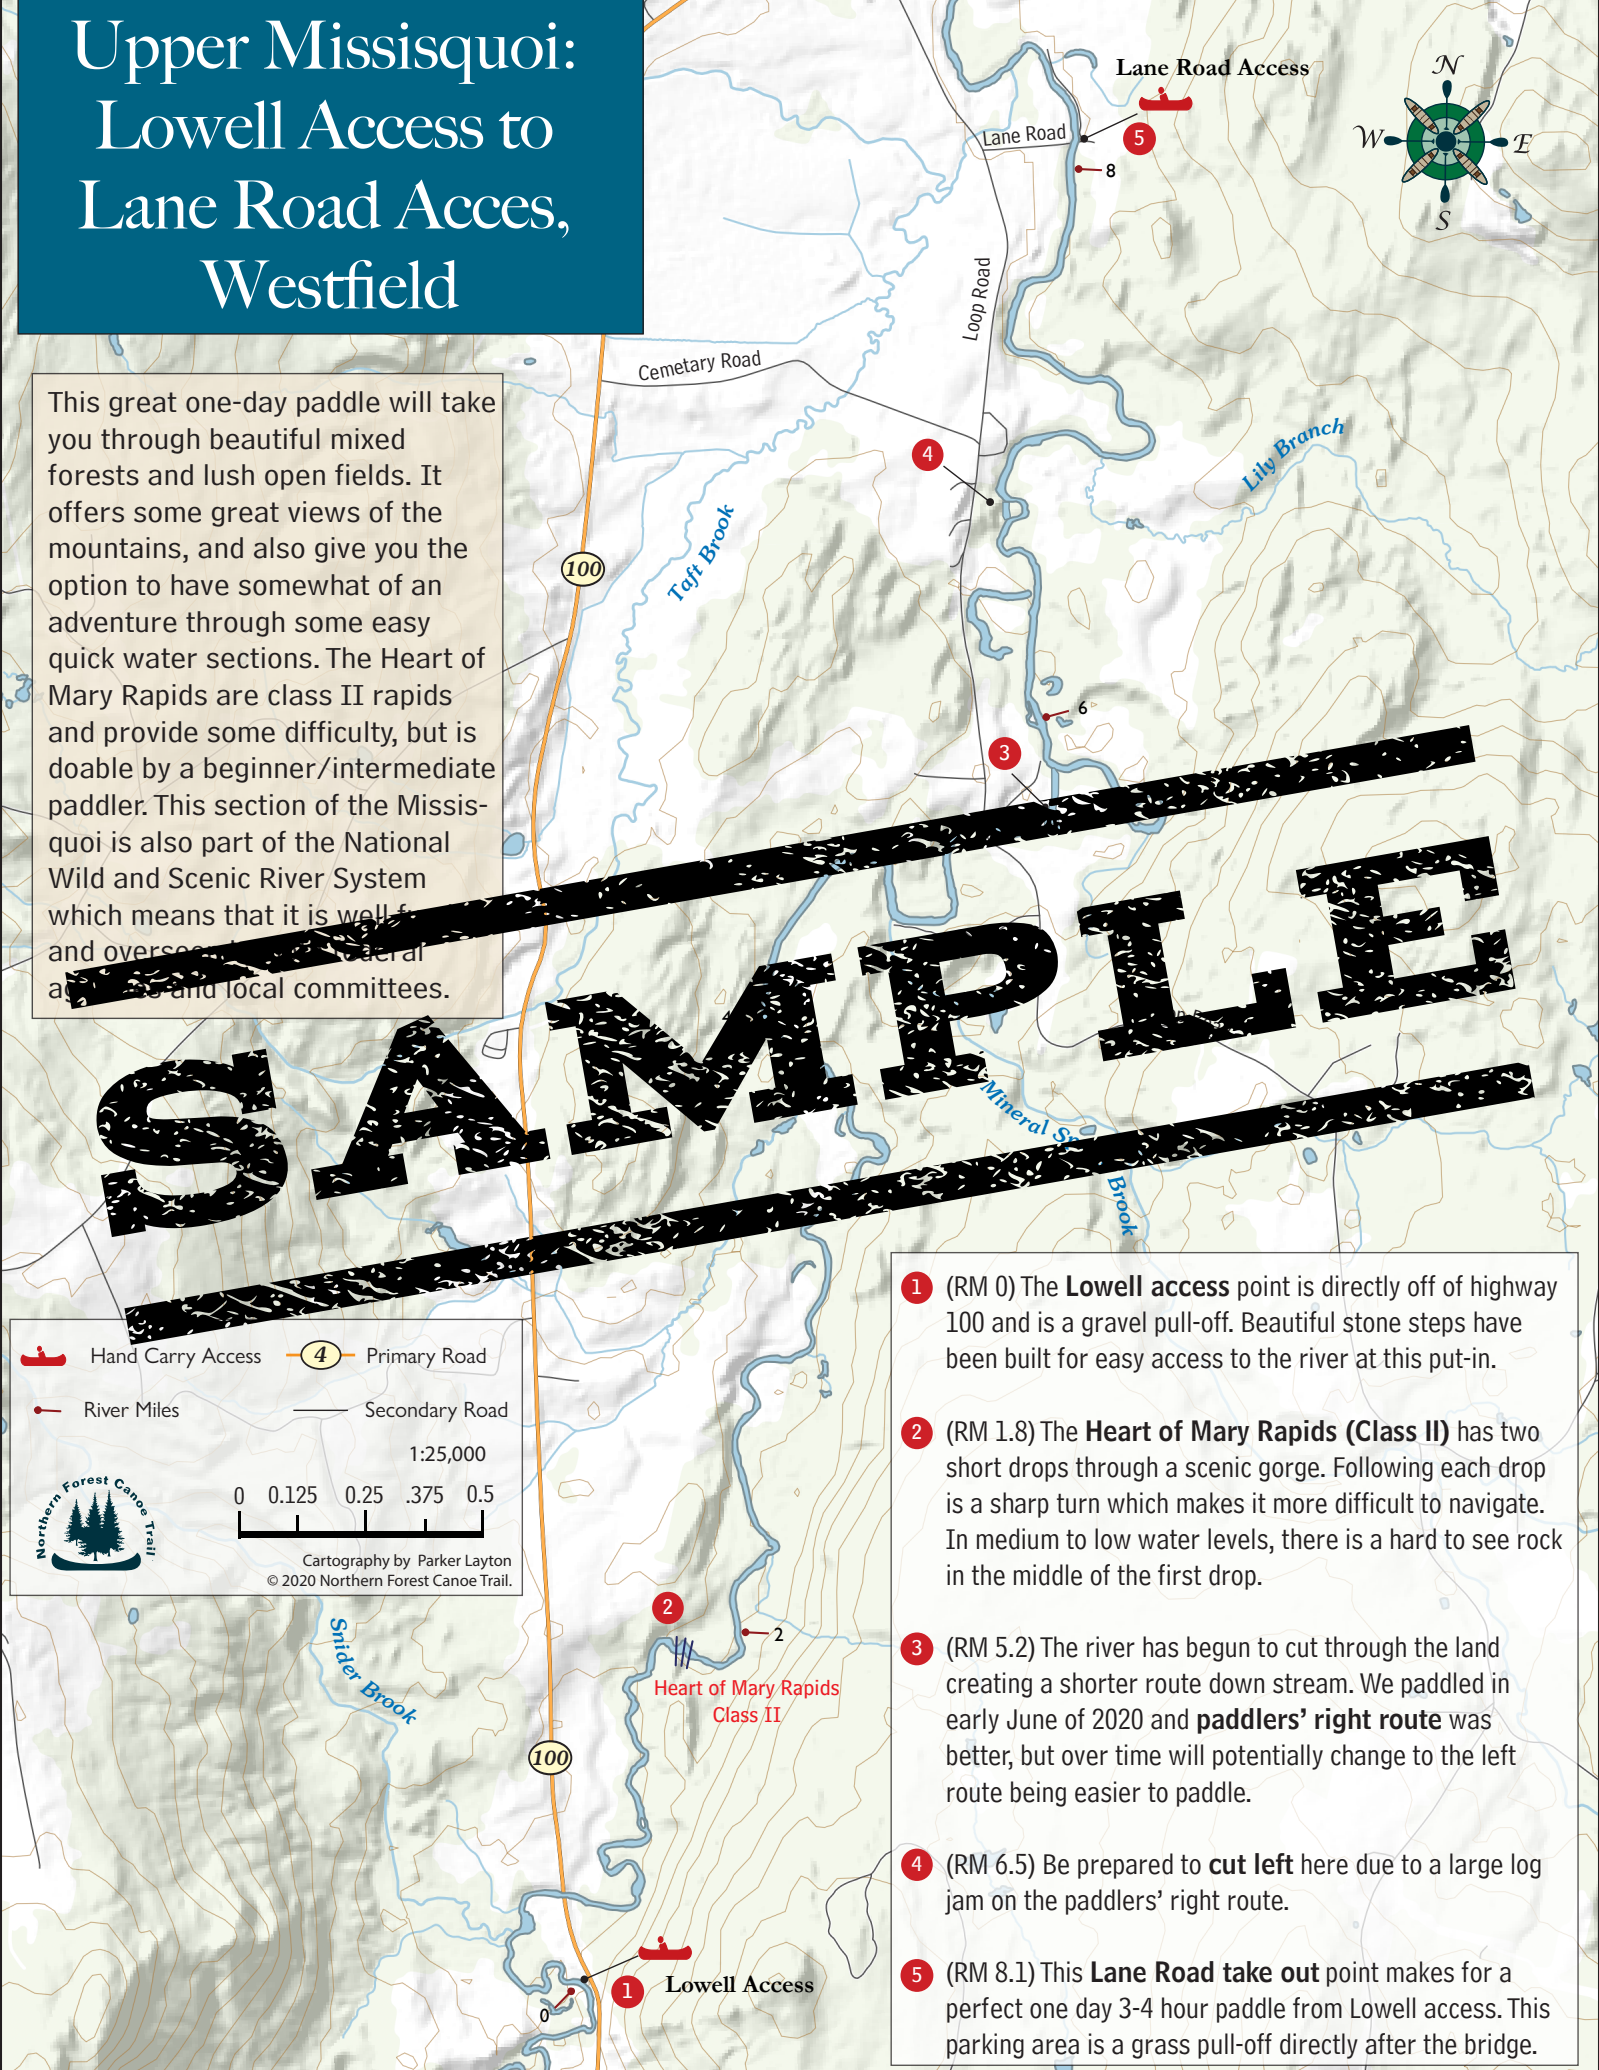 Upper Missisquoi:
Lowell Access to
Lane Road Acces,
Westfield
Lane Road Access
N
W
E
S
Lane Road
5
8
Loop Road
Cemetary Road
4
Lily Branch
Taft Brook
100
6
3
This great one-day paddle will take
you through beautiful mixed
forests and lush open fields. It
offers some great views of the
mountains, and also give you the
option to have somewhat of an
adventure through some easy
quick water sections. The Heart of
Mary Rapids are class II rapids
and provide some difficulty, but is
doable by a beginner/intermediate
paddler. This section of the Missis-
quoi is also part of the National
Wild and Scenic River System
which means that it is well
and
and local committees.
SAMPLE
Mineral
Brook
Hand Carry Access
4
Primary Road
River Miles
Secondary Road
1:25,000
0 0.125 0.25 .375 0.5
Northern Forest Canoe Trail
Cartography by Parker Layton
© 2020 Northern Forest Canoe Trail.
Snider Brook
2
2
Heart of Mary Rapids
Class II
100
1
Lowell Access
0
1 (RM 0) The Lowell access point is directly off of highway
100 and is a gravel pull-off. Beautiful stone steps have
been built for easy access to the river at this put-in.
2 (RM 1.8) The Heart of Mary Rapids (Class II) has two
short drops through a scenic gorge. Following each drop
is a sharp turn which makes it more difficult to navigate.
In medium to low water levels, there is a hard to see rock
in the middle of the first drop.
3 (RM 5.2) The river has begun to cut through the land
creating a shorter route down stream. We paddled in
early June of 2020 and paddlers’ right route was
better, but over time will potentially change to the left
route being easier to paddle.
4 (RM 6.5) Be prepared to cut left here due to a large log
jam on the paddlers’ right route.
5 (RM 8.1) This Lane Road take out point makes for a
perfect one day 3-4 hour paddle from Lowell access. This
parking area is a grass pull-off directly after the bridge.